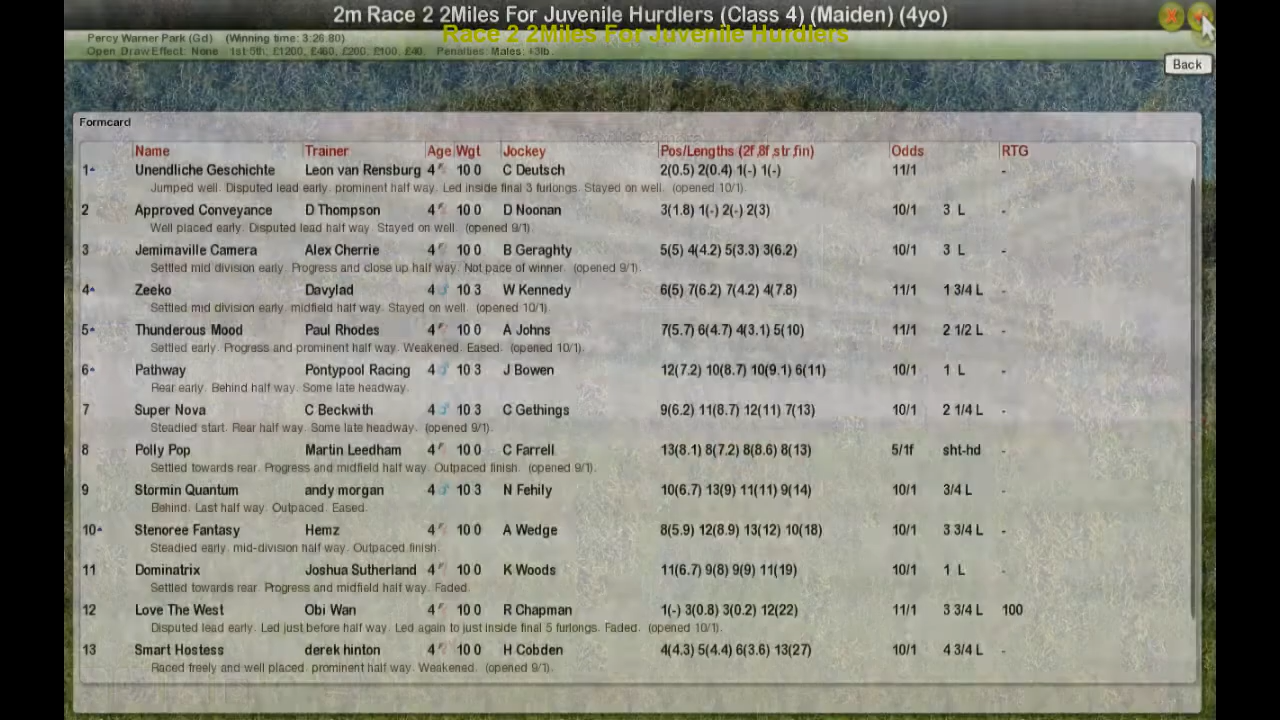 2m Race 2 2Miles For Juvenile Hurdlers (Class 4) (Maiden) (4yo)
Race 2 2Miles For Juvenile Hurdlers
Percy Warner Park (Gd) (Winning time: 3:26.80)
Open. Draw Effect: None 1st-5th, £1200, £460, £200, £100, £40. Penalties: Males, +3lb.
Back
Formcard
Name Trainer Age Wgt Jockey Pos/Lengths (2f,8f,str,fin) Odds RTG
1 Unendliche Geschichte Leon van Rensburg 4 10 0 C Deutsch 2(0.5) 2(0.4) 1(-) 1(-) 11/1 -
Jumped well. Disputed lead early. prominent half way. Led inside final 3 furlongs. Stayed on well. (opened 10/1).
2 Approved Conveyance D Thompson 4 10 0 D Noonan 3(1.8) 1(-) 2(-) 2(3) 10/1 3 L -
Well placed early. Disputed lead half way. Stayed on well. (opened 9/1).
3 Jemimaville Camera Alex Cherrie 4 10 0 B Geraghty 5(5) 4(4.2) 5(3.3) 3(6.2) 10/1 3 L -
Settled mid division early. Progress and close up half way. Not pace of winner. (opened 9/1).
4 Zeeko Davylad 4 10 3 W Kennedy 6(5) 7(6.2) 7(4.2) 4(7.8) 11/1 1 3/4 L -
Settled mid division early. midfield half way. Stayed on well. (opened 10/1).
5 Thunderous Mood Paul Rhodes 4 10 0 A Johns 7(5.7) 6(4.7) 4(3.1) 5(10) 11/1 2 1/2 L -
Settled early. Progress and prominent half way. Weakened. Eased. (opened 10/1).
6 Pathway Pontypool Racing 4 10 3 J Bowen 12(7.2) 10(8.7) 10(9.1) 6(11) 10/1 1 L -
Rear early. Behind half way. Some late headway.
7 Super Nova C Beckwith 4 10 3 C Gethings 9(6.2) 11(8.7) 12(11) 7(13) 10/1 2 1/4 L -
Steadied start. Rear half way. Some late headway. (opened 9/1).
8 Polly Pop Martin Leedham 4 10 0 C Farrell 13(8.1) 8(7.2) 8(8.6) 8(13) 5/1f sht-hd -
Settled towards rear. Progress and midfield half way. Outpaced finish. (opened 9/1).
9 Stormin Quantum andy morgan 4 10 3 N Fehily 10(6.7) 13(9) 11(11) 9(14) 10/1 3/4 L -
Behind. Last half way. Outpaced. Eased.
10 Stenoree Fantasy Hemz 4 10 0 A Wedge 8(5.9) 12(8.9) 13(12) 10(18) 10/1 3 3/4 L -
Steadied early. mid-division half way. Outpaced finish.
11 Dominatrix Joshua Sutherland 4 10 0 K Woods 11(6.7) 9(8) 9(9) 11(19) 10/1 1 L -
Settled towards rear. Progress and midfield half way. Faded.
12 Love The West Obi Wan 4 10 0 R Chapman 1(-) 3(0.8) 3(0.2) 12(22) 11/1 3 3/4 L 100
Disputed lead early. Led just before half way. Led again to just inside final 5 furlongs. Faded. (opened 10/1).
13 Smart Hostess derek hinton 4 10 0 H Cobden 4(4.3) 5(4.4) 6(3.6) 13(27) 10/1 4 3/4 L -
Raced freely and well placed. prominent half way. Weakened. (opened 9/1).